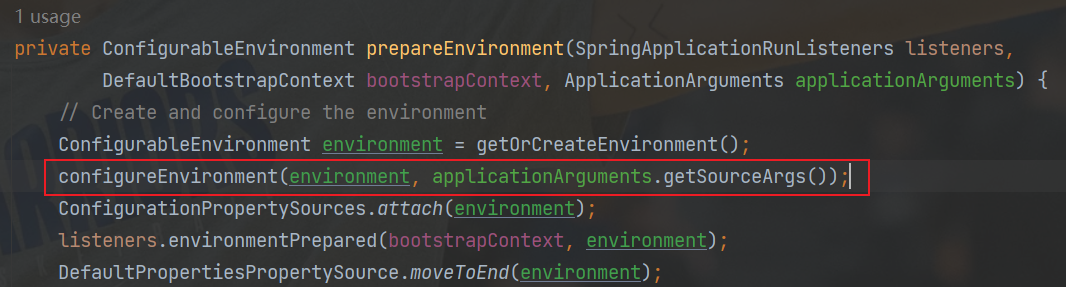 1 usage
private ConfigurableEnvironment prepareEnvironment(SpringApplicationRunListeners listeners,
DefaultBootstrapContext bootstrapContext, ApplicationArguments applicationArguments) {
// Create and configure the environment
ConfigurableEnvironment environment = getOrCreateEnvironment();
configureEnvironment(environment, applicationArguments.getSourceArgs());
ConfigurationPropertySources.attach(environment);
listeners.environmentPrepared(bootstrapContext, environment);
DefaultPropertiesPropertySource.moveToEnd(environment);